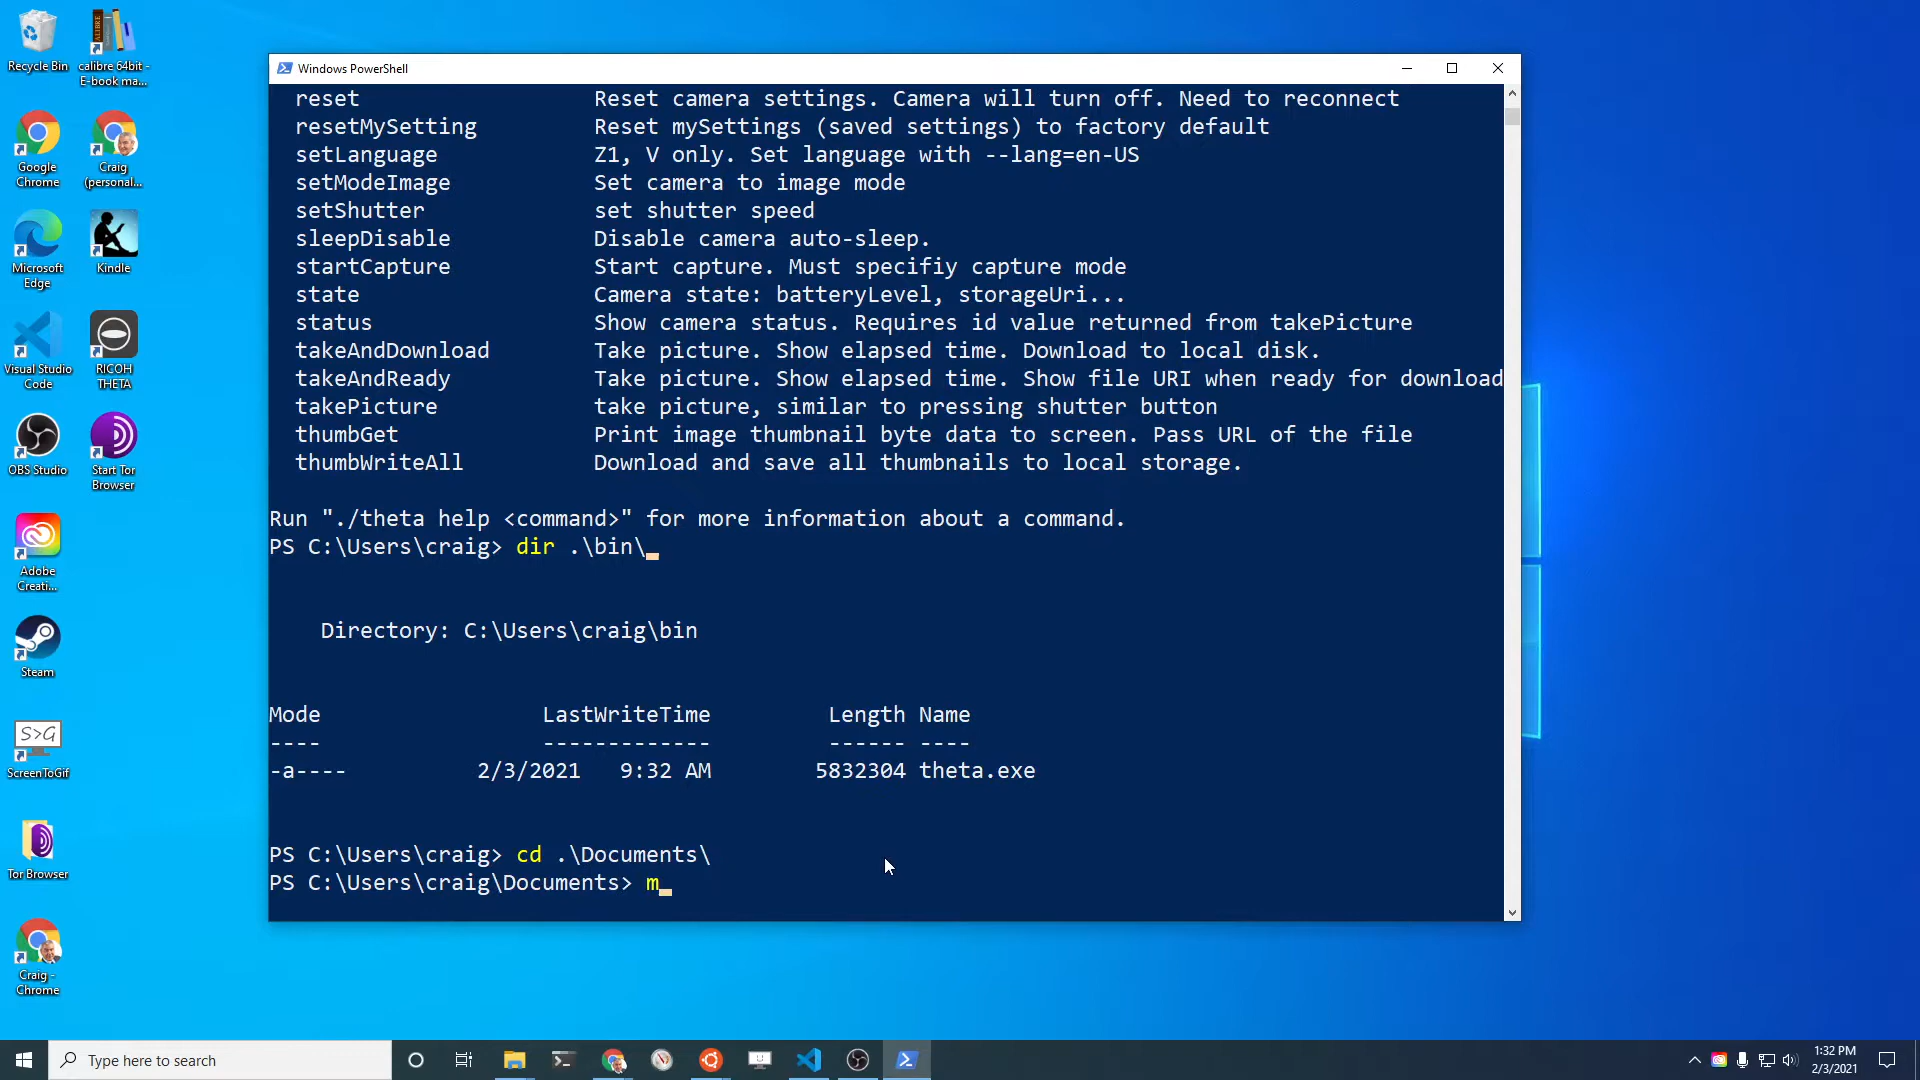 Recycle Bin
calibre 64bit -
E-book ma...
Google
Chrome
Craig
(personal...
Microsoft
Edge
Kindle
Visual Studio
Code
RICOH
THETA
OBS Studio
Start Tor
Browser
Adobe
Creati...
Steam
S>G
ScreenToGif
Tor Browser
Craig -
Chrome
Windows PowerShell
reset Reset camera settings. Camera will turn off. Need to reconnect
resetMySetting Reset mySettings (saved settings) to factory default
setLanguage Z1, V only. Set language with --lang=en-US
setModeImage Set camera to image mode
setShutter set shutter speed
sleepDisable Disable camera auto-sleep.
startCapture Start capture. Must specifiy capture mode
state Camera state: batteryLevel, storageUri...
status Show camera status. Requires id value returned from takePicture
takeAndDownload Take picture. Show elapsed time. Download to local disk.
takeAndReady Take picture. Show elapsed time. Show file URI when ready for download
takePicture take picture, similar to pressing shutter button
thumbGet Print image thumbnail byte data to screen. Pass URL of the file
thumbWriteAll Download and save all thumbnails to local storage.
Run "./theta help <command>" for more information about a command.
PS C:\Users\craig> dir .\bin\
Directory: C:\Users\craig\bin
Mode LastWriteTime Length Name
---- ------------- ------ ----
-a---- 2/3/2021 9:32 AM 5832304 theta.exe
PS C:\Users\craig> cd .\Documents\
PS C:\Users\craig\Documents> m
Type here to search
1:32 PM
2/3/2021